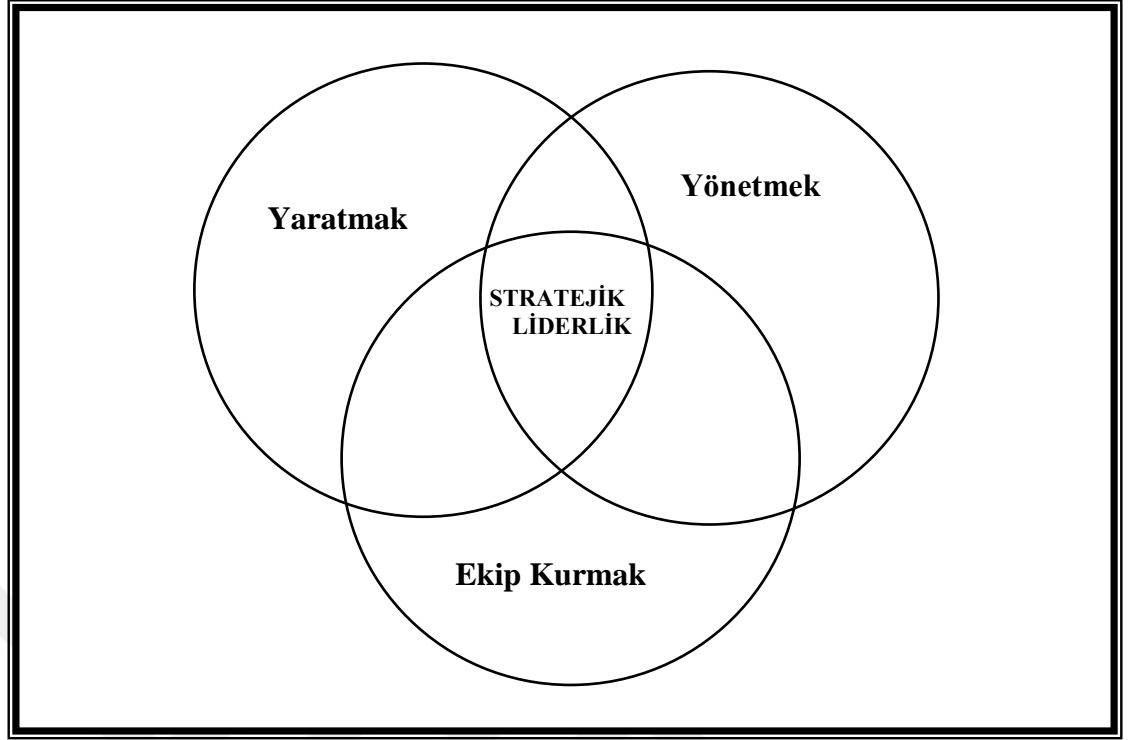 Yönetmek
Yaratmak
STRATEJİK
LİDERLİK
Ekip Kurmak